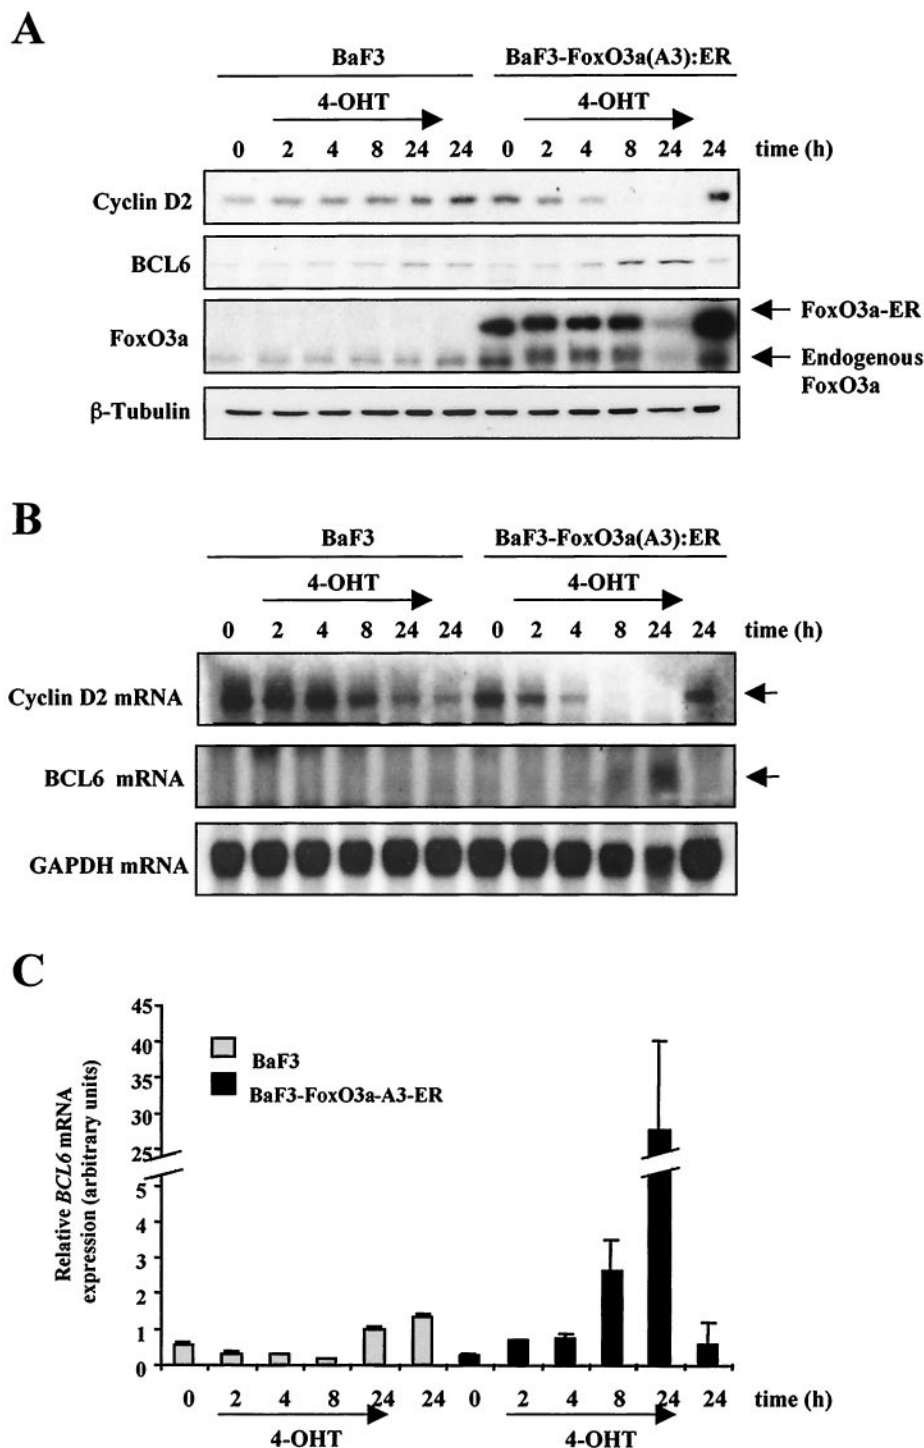 A
BaF3 BaF3-FoxO3a(A3):ER
4-OHT 4-OHT
0 2 4 8 24 24 0 2 4 8 24 24 time (h)
Cyclin D2
BCL6
FoxO3a
FoxO3a-ER
Endogenous
FoxO3a
β-Tubulin
B
BaF3 BaF3-FoxO3a(A3):ER
4-OHT 4-OHT
0 2 4 8 24 24 0 2 4 8 24 24 time (h)
Cyclin D2 mRNA
BCL6 mRNA
GAPDH mRNA
C
Relative BCL6 mRNA
expression (arbitrary units)
45
40
35
30
25
5
4
3
2
1
0
BaF3
BaF3-FoxO3a-A3-ER
0 2 4 8 24 24 0 2 4 8 24 24 time (h)
4-OHT 4-OHT